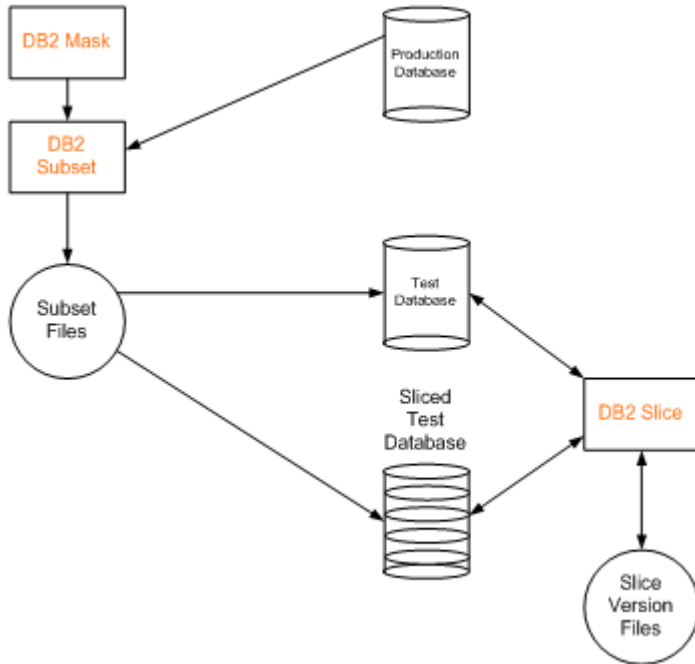 DB2 Mask
Production
Database
DB2
Subset
Test
Database
Subset
Files
Sliced
Test
Database
DB2 Slice
Slice
Version
Files